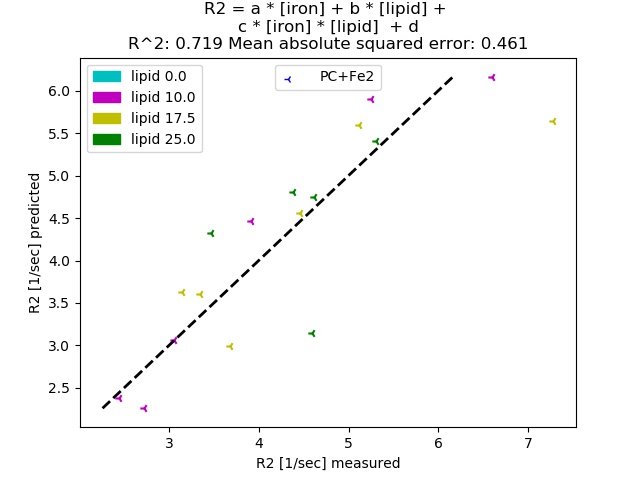 R2 = a * [iron] + b * [lipid] +
c * [iron] * [lipid] + d
R^2: 0.719 Mean absolute squared error: 0.461
lipid 0.0
lipid 10.0
lipid 17.5
lipid 25.0
PC+Fe2
6.0
5.5
5.0
4.5
4.0
3.5
3.0
2.5
R2 [1/sec] predicted
3 4 5 6 7
R2 [1/sec] measured